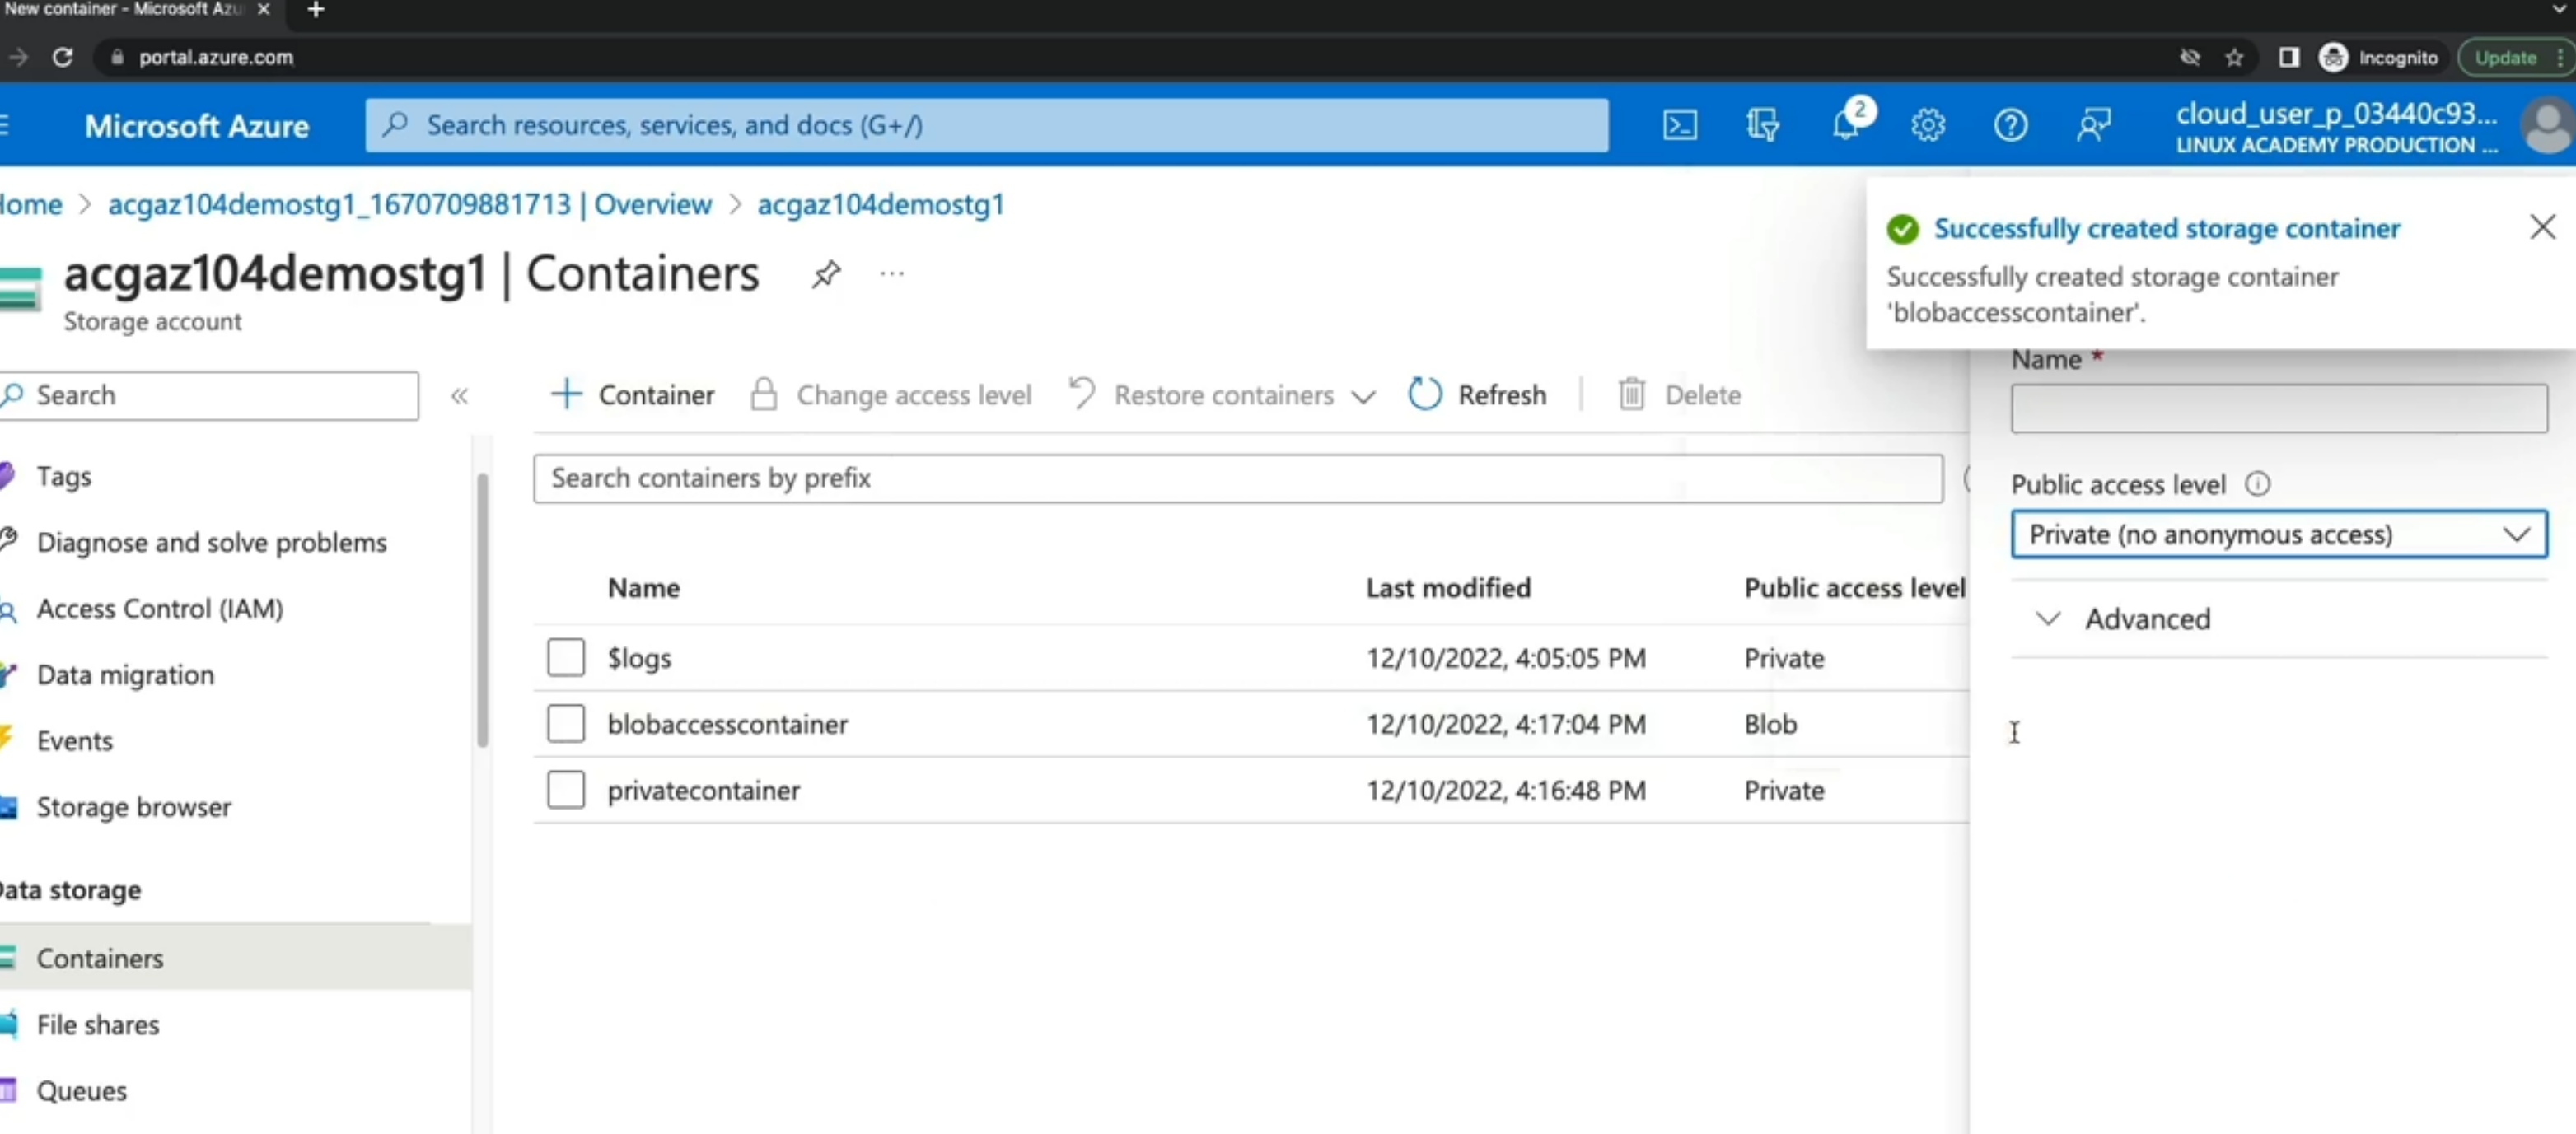 New container - Microsoft Azu
portal.azure.com
Incognito
Update
Microsoft Azure
Search resources, services, and docs (G+/)
2
cloud_user_p_03440c93...
LINUX ACADEMY PRODUCTION ...
Home > acgaz104demostg1_1670709881713 | Overview > acgaz104demostg1
acgaz104demostg1 | Containers
...
Storage account
Successfully created storage container
Successfully created storage container
'blobaccesscontainer'.
Search
«
+ Container
Change access level
Restore containers
Refresh
Delete
Search containers by prefix
Name Last modified Public access level
$logs 12/10/2022, 4:05:05 PM Private
blobaccesscontainer 12/10/2022, 4:17:04 PM Blob
privatecontainer 12/10/2022, 4:16:48 PM Private
Tags
Diagnose and solve problems
Access Control (IAM)
Data migration
Events
Storage browser
Data storage
Containers
File shares
Queues
Name *
Public access level
Private (no anonymous access)
Advanced